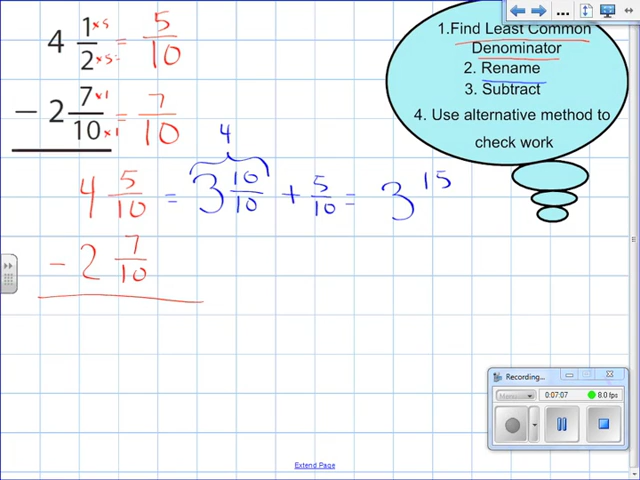 4 1/2 ×5 ×5 = 5/10
− 2 7/10 ×1 ×1 = 7/10
4 5/10 = 3 10/10 + 5/10 = 3 15
4
− 2 7/10
1.Find Least Common
Denominator
2. Rename
3. Subtract
4. Use alternative method to
check work
Recording...
Menu
0:07:07
8.0 fps
Extend Page